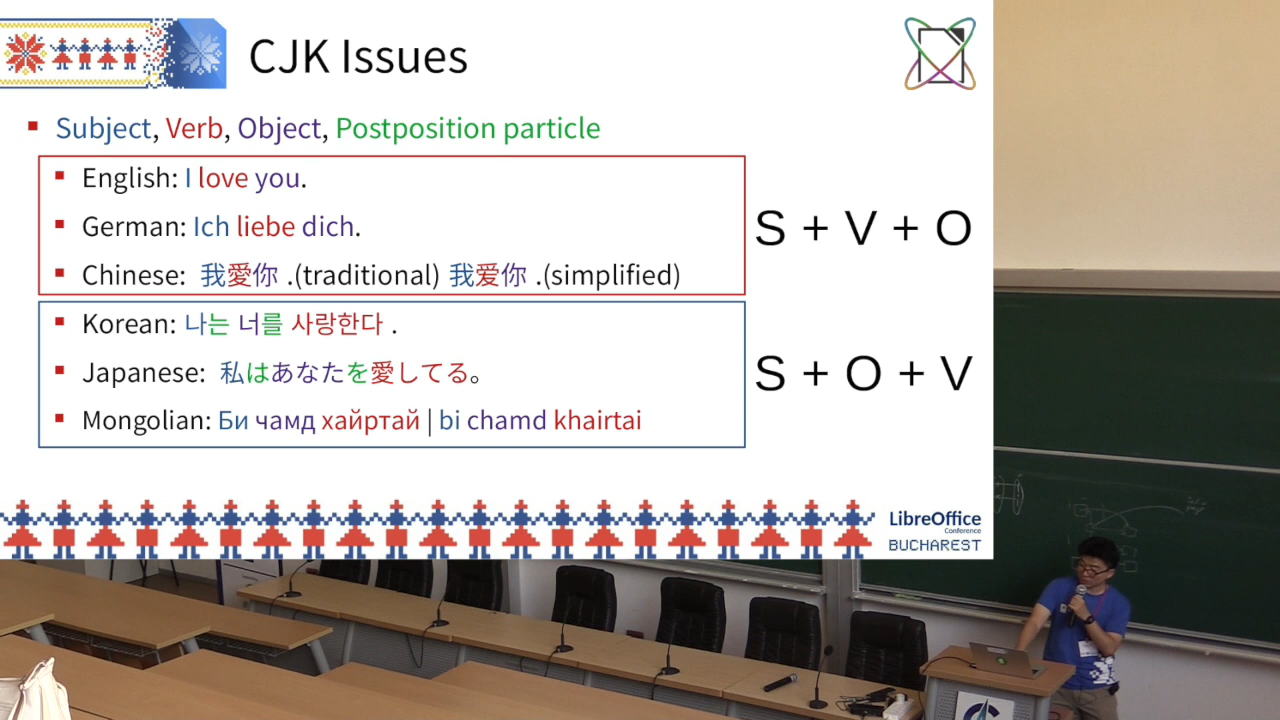 CJK Issues
Subject, Verb, Object, Postposition particle
English: I love you.
German: Ich liebe dich.
Chinese: 我愛你 .(traditional) 我爱你 .(simplified)
S + V + O
Korean: 나는 너를 사랑한다 .
Japanese: 私はあなたを愛してる。
Mongolian: Би чамд хайртай | bi chamd khairtai
S + O + V
LibreOffice
Conference
BUCHAREST